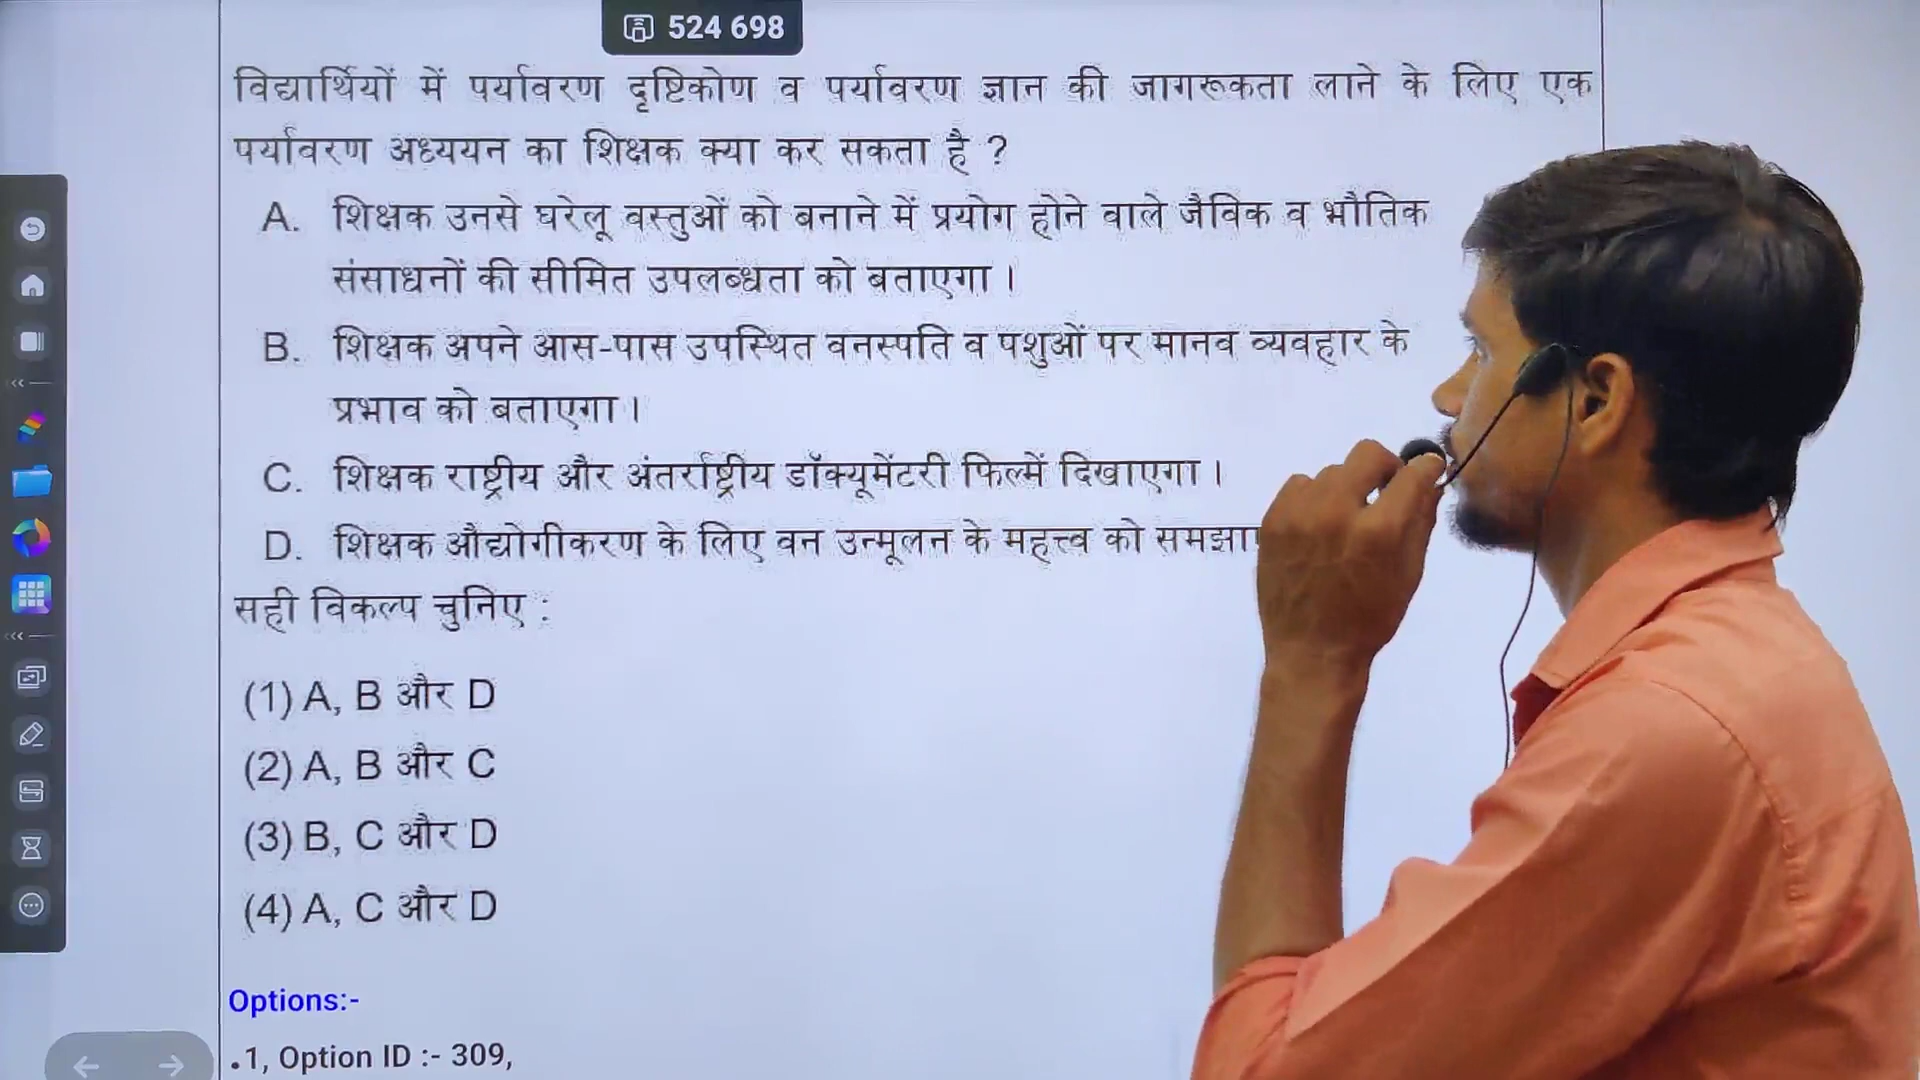 524 698
विद्यार्थियों में पर्यावरण दृष्टिकोण व पर्यावरण ज्ञान की जागरूकता लाने के लिए एक
पर्यावरण अध्ययन का शिक्षक क्या कर सकता है ?
A. शिक्षक उनसे घरेलू वस्तुओं को बनाने में प्रयोग होने वाले जैविक व भौतिक
संसाधनों की सीमित उपलब्धता को बताएगा ।
B. शिक्षक अपने आस-पास उपस्थित वनस्पति व पशुओं पर मानव व्यवहार के
प्रभाव को बताएगा ।
C. शिक्षक राष्ट्रीय और अंतर्राष्ट्रीय डॉक्यूमेंटरी फिल्में दिखाएगा ।
D. शिक्षक औद्योगीकरण के लिए वन उन्मूलन के महत्त्व को
सही विकल्प चुनिए :
(1) A, B और D
(2) A, B और C
(3) B, C और D
(4) A, C और D
Options:-
.1, Option ID :- 309,